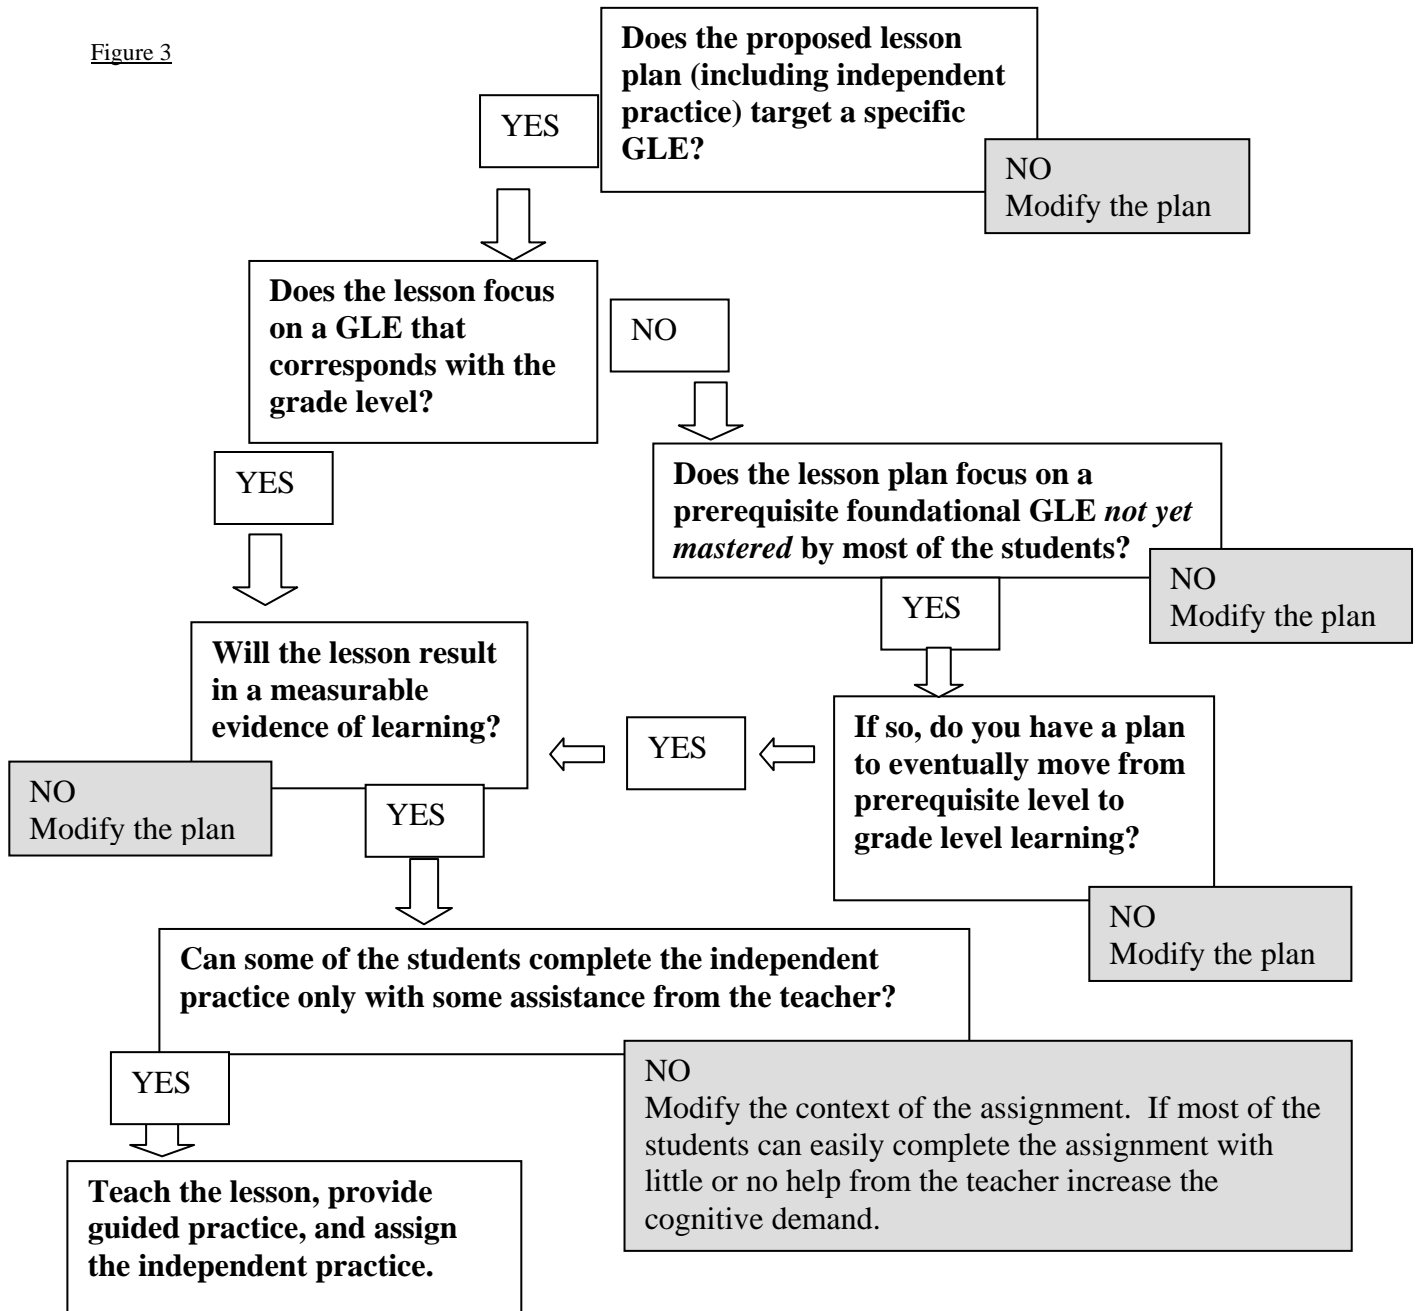 Figure 3
Does the proposed lesson
plan (including independent
practice) target a specific
GLE?
YES
NO
Modify the plan
Does the lesson focus
on a GLE that
corresponds with the
grade level?
NO
YES
Does the lesson plan focus on a
prerequisite foundational GLE not yet
mastered by most of the students?
NO
Modify the plan
YES
Will the lesson result
in a measurable
evidence of learning?
NO
Modify the plan
YES
YES
If so, do you have a plan
to eventually move from
prerequisite level to
grade level learning?
NO
Modify the plan
Can some of the students complete the independent
practice only with some assistance from the teacher?
YES
NO
Modify the context of the assignment.  If most of the
students can easily complete the assignment with
little or no help from the teacher increase the
cognitive demand.
Teach the lesson, provide
guided practice, and assign
the independent practice.